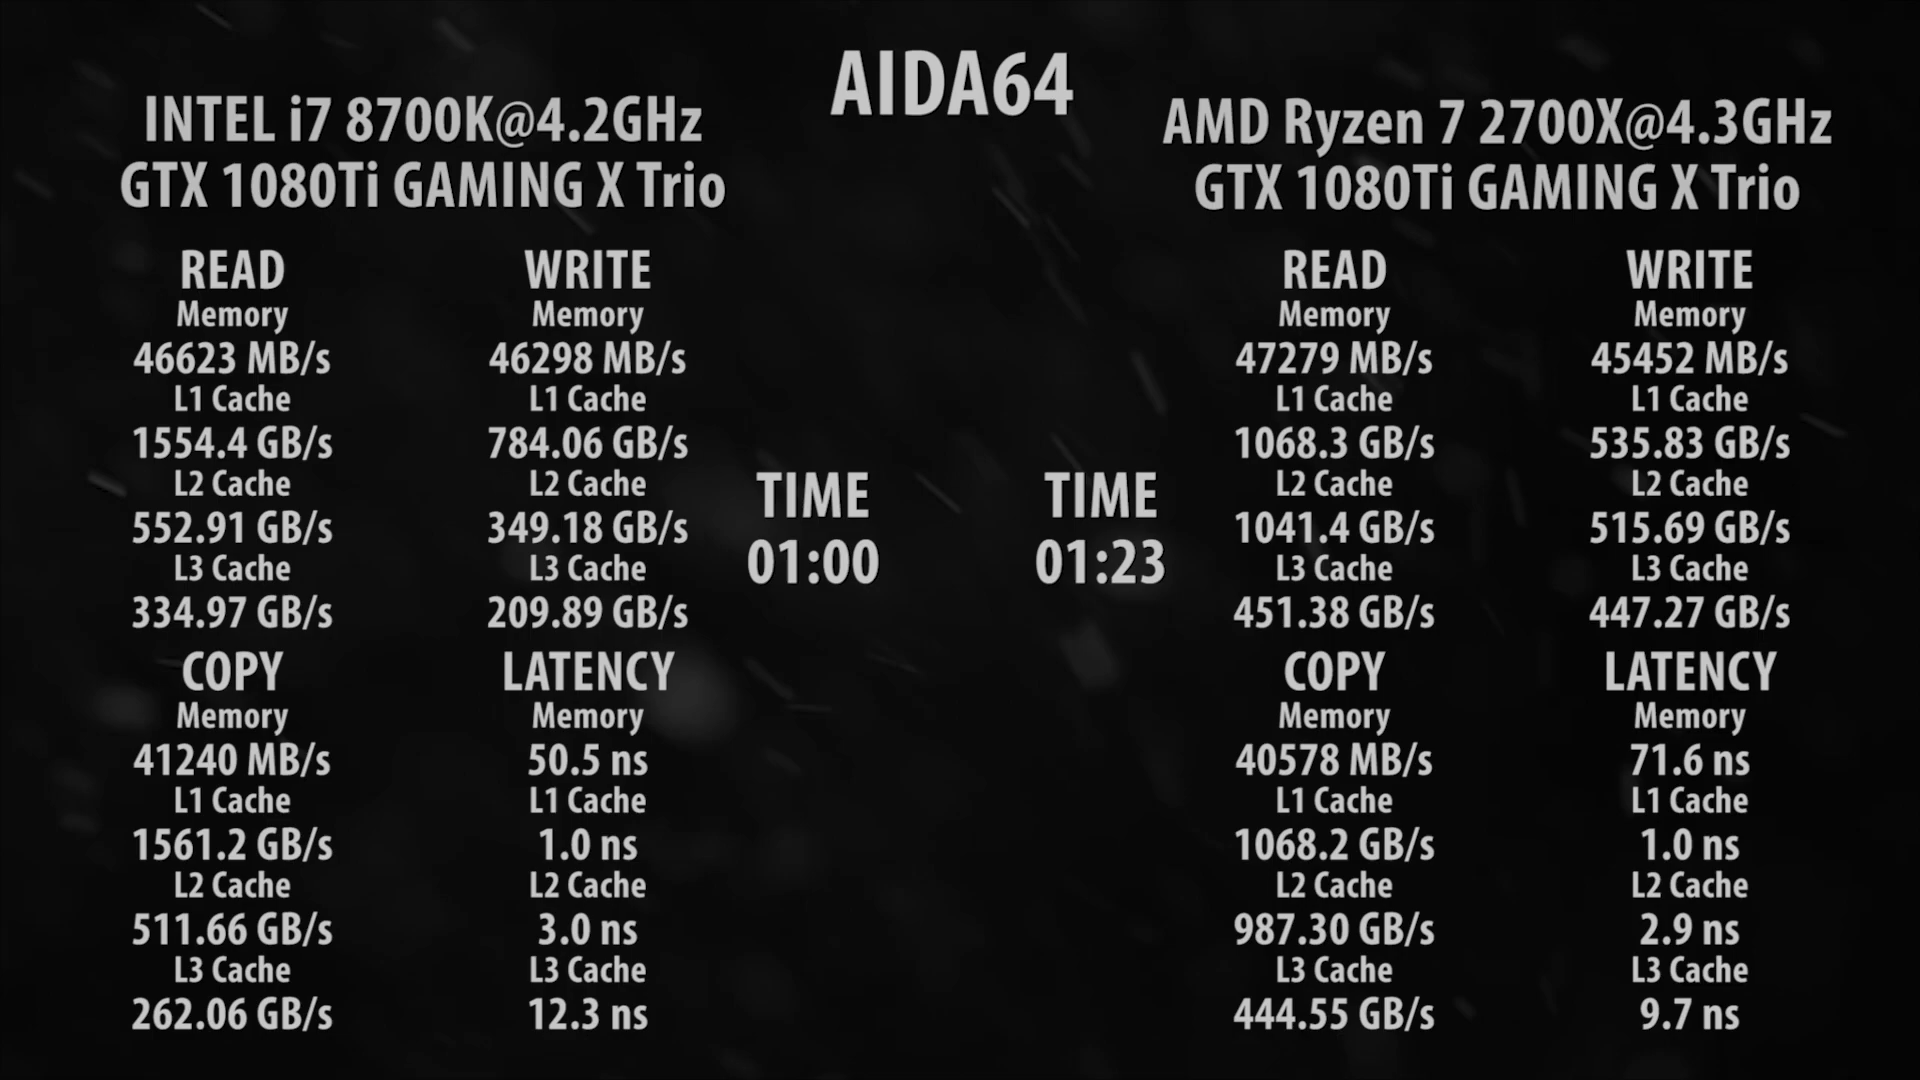 AIDA64
INTEL i7 8700K@4.2GHz
GTX 1080Ti GAMING X Trio
READ
Memory
46623 MB/s
L1 Cache
1554.4 GB/s
L2 Cache
552.91 GB/s
L3 Cache
334.97 GB/s
WRITE
Memory
46298 MB/s
L1 Cache
784.06 GB/s
L2 Cache
349.18 GB/s
L3 Cache
209.89 GB/s
COPY
Memory
41240 MB/s
L1 Cache
1561.2 GB/s
L2 Cache
511.66 GB/s
L3 Cache
262.06 GB/s
LATENCY
Memory
50.5 ns
L1 Cache
1.0 ns
L2 Cache
3.0 ns
L3 Cache
12.3 ns
TIME
01:00
TIME
01:23
AMD Ryzen 7 2700X@4.3GHz
GTX 1080Ti GAMING X Trio
READ
Memory
47279 MB/s
L1 Cache
1068.3 GB/s
L2 Cache
1041.4 GB/s
L3 Cache
451.38 GB/s
WRITE
Memory
45452 MB/s
L1 Cache
535.83 GB/s
L2 Cache
515.69 GB/s
L3 Cache
447.27 GB/s
COPY
Memory
40578 MB/s
L1 Cache
1068.2 GB/s
L2 Cache
987.30 GB/s
L3 Cache
444.55 GB/s
LATENCY
Memory
71.6 ns
L1 Cache
1.0 ns
L2 Cache
2.9 ns
L3 Cache
9.7 ns